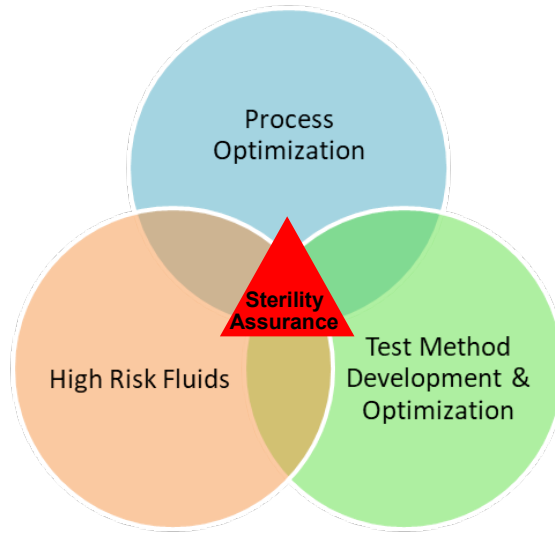 Process
Optimization
Sterility
Assurance
High Risk Fluids
Test Method
Development &
Optimization